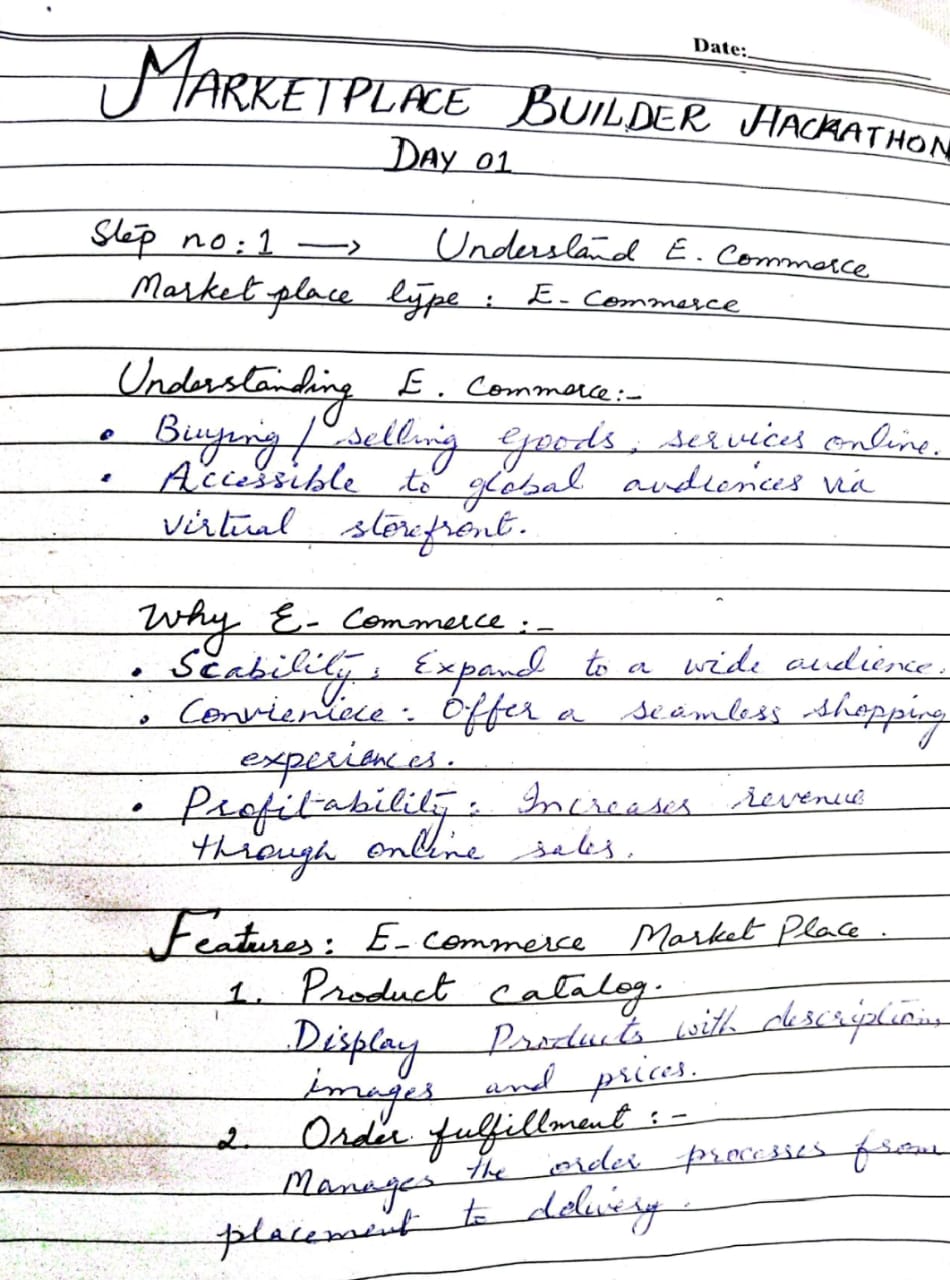 Date:
MARKETPLACE BUILDER HACKATHON
DAY 01
Step no:1 → Understand E. Commerce
Market place type : E-Commerce
Understanding E. Commerce:-
• Buying / selling goods, services online.
• Accessible to global audiences via
virtual storefront.
Why E- Commerce :-
• Scability: Expand to a wide audience.
• Convieniece: Offer a seamless shopping
experiences.
• Profitability: Increases revenue
through online sales.
Features: E-commerce Market Place.
1. Product catalog.
Display Products with descriptions
images and prices.
2. Order fulfillment :-
Manages the order processes from
placement to delivery.